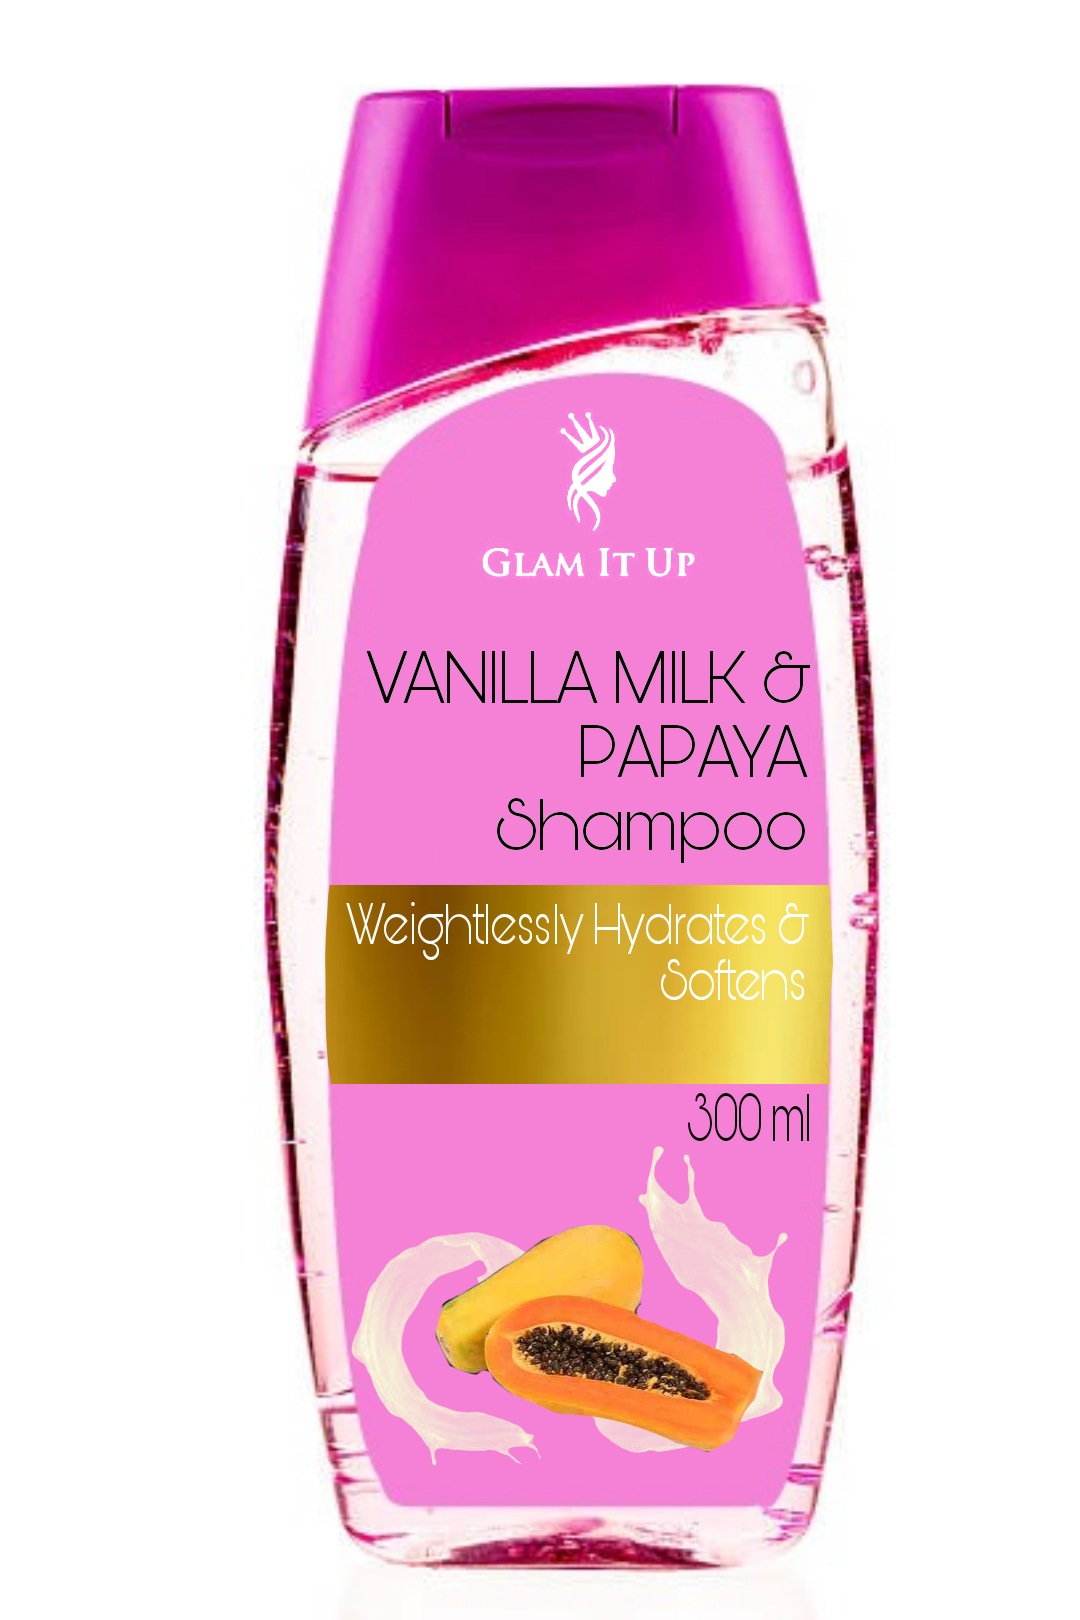 GLAM IT UP
VANILLA MILK &
PAPAYA
Shampoo
Weightlessly Hydrates &
Softens
300 ml